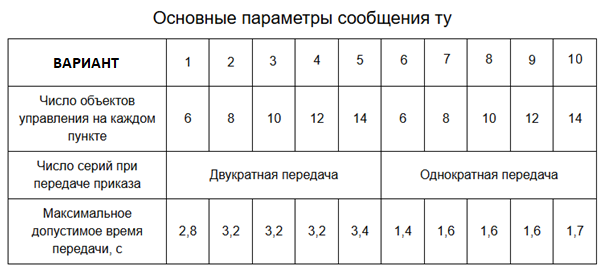 Основные параметры сообщения ту
ВАРИАНТ 1 2 3 4 5 6 7 8 9 10
Число объектов
управления на каждом
пункте
6 8 10 12 14 6 8 10 12 14
Число серий при
передаче приказа
Двукратная передача Однократная передача
Максимальное
допустимое время
передачи, с
2,8 3,2 3,2 3,2 3,4 1,4 1,6 1,6 1,6 1,7